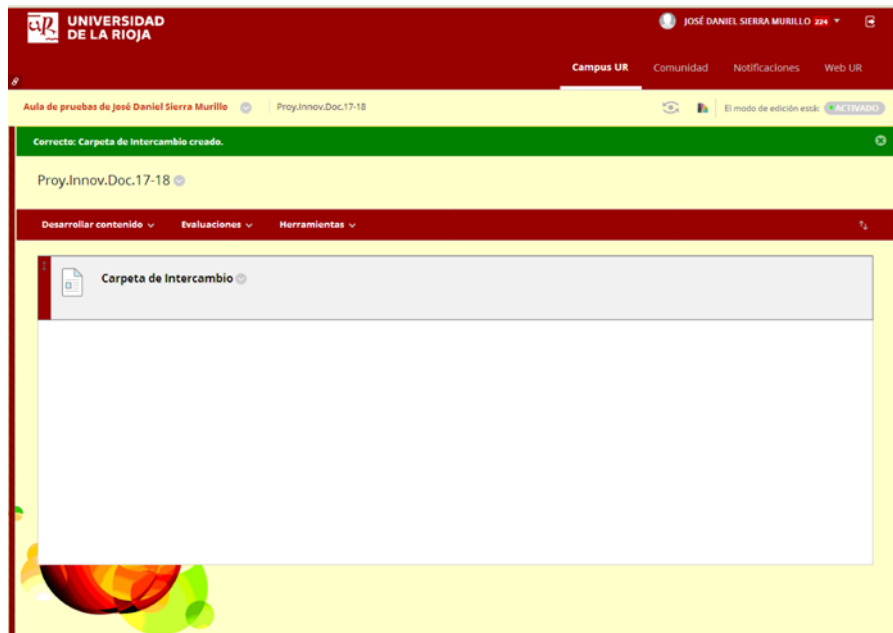 UNIVERSIDAD
DE LA RIOJA
JOSÉ DANIEL SIERRA MURILLO 224
Campus UR Comunidad Notificaciones Web UR
Aula de pruebas de José Daniel Sierra Murillo Proy.Innov.Doc.17-18 El modo de edición está: ACTIVADO
Correcto: Carpeta de Intercambio creado.
Proy.Innov.Doc.17-18
Desarrollar contenido Evaluaciones Herramientas
Carpeta de Intercambio